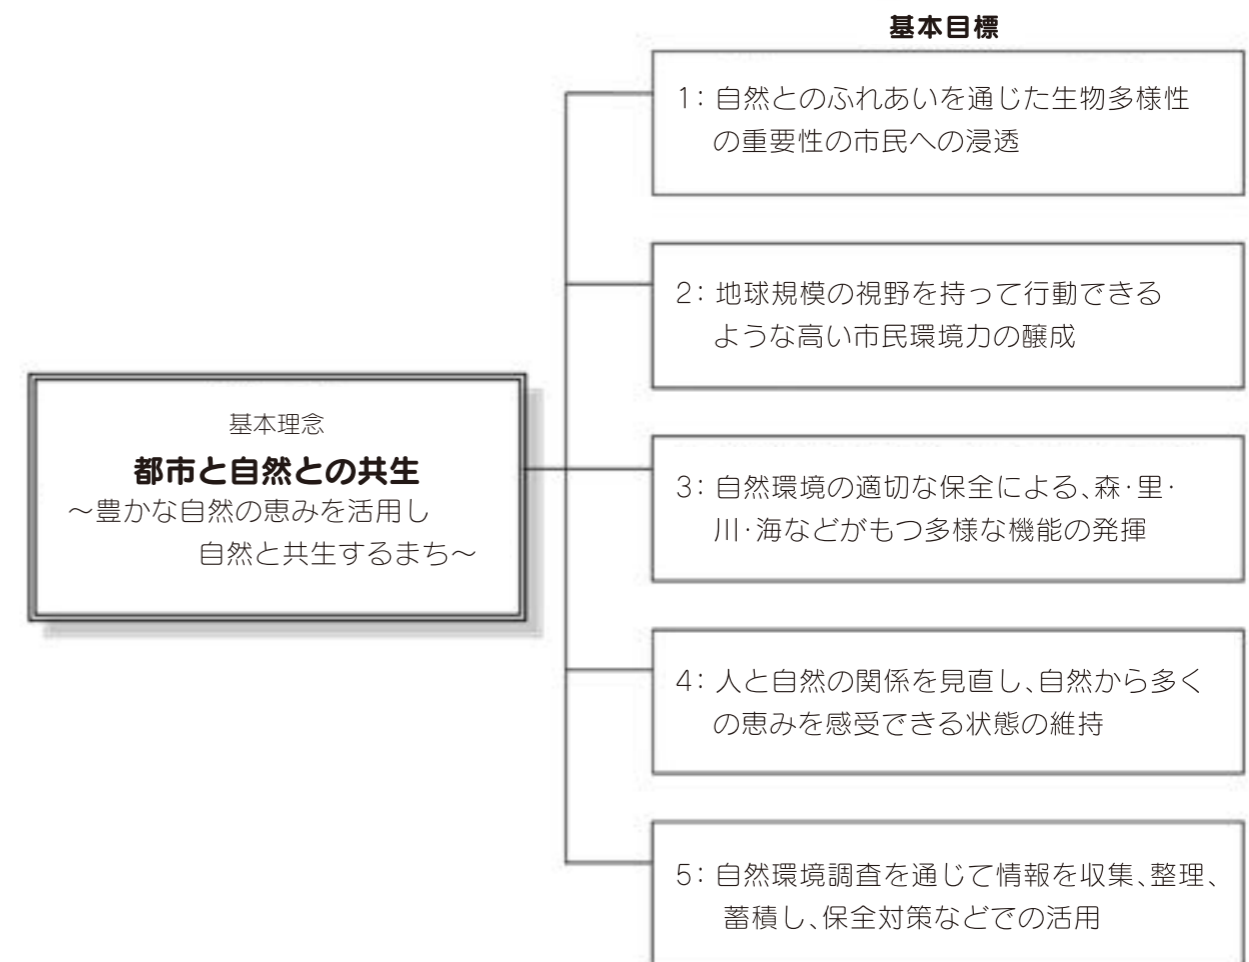 基本目標
1: 自然とのふれあいを通じた生物多様性
の重要性の市民への浸透
2: 地球規模の視野を持って行動できる
ような高い市民環境力の醸成
基本理念
都市と自然との共生
~豊かな自然の恵みを活用し
自然と共生するまち~
3: 自然環境の適切な保全による、森・里・
川・海などがもつ多様な機能の発揮
4: 人と自然の関係を見直し、自然から多く
の恵みを感受できる状態の維持
5: 自然環境調査を通じて情報を収集、整理、
蓄積し、保全対策などでの活用